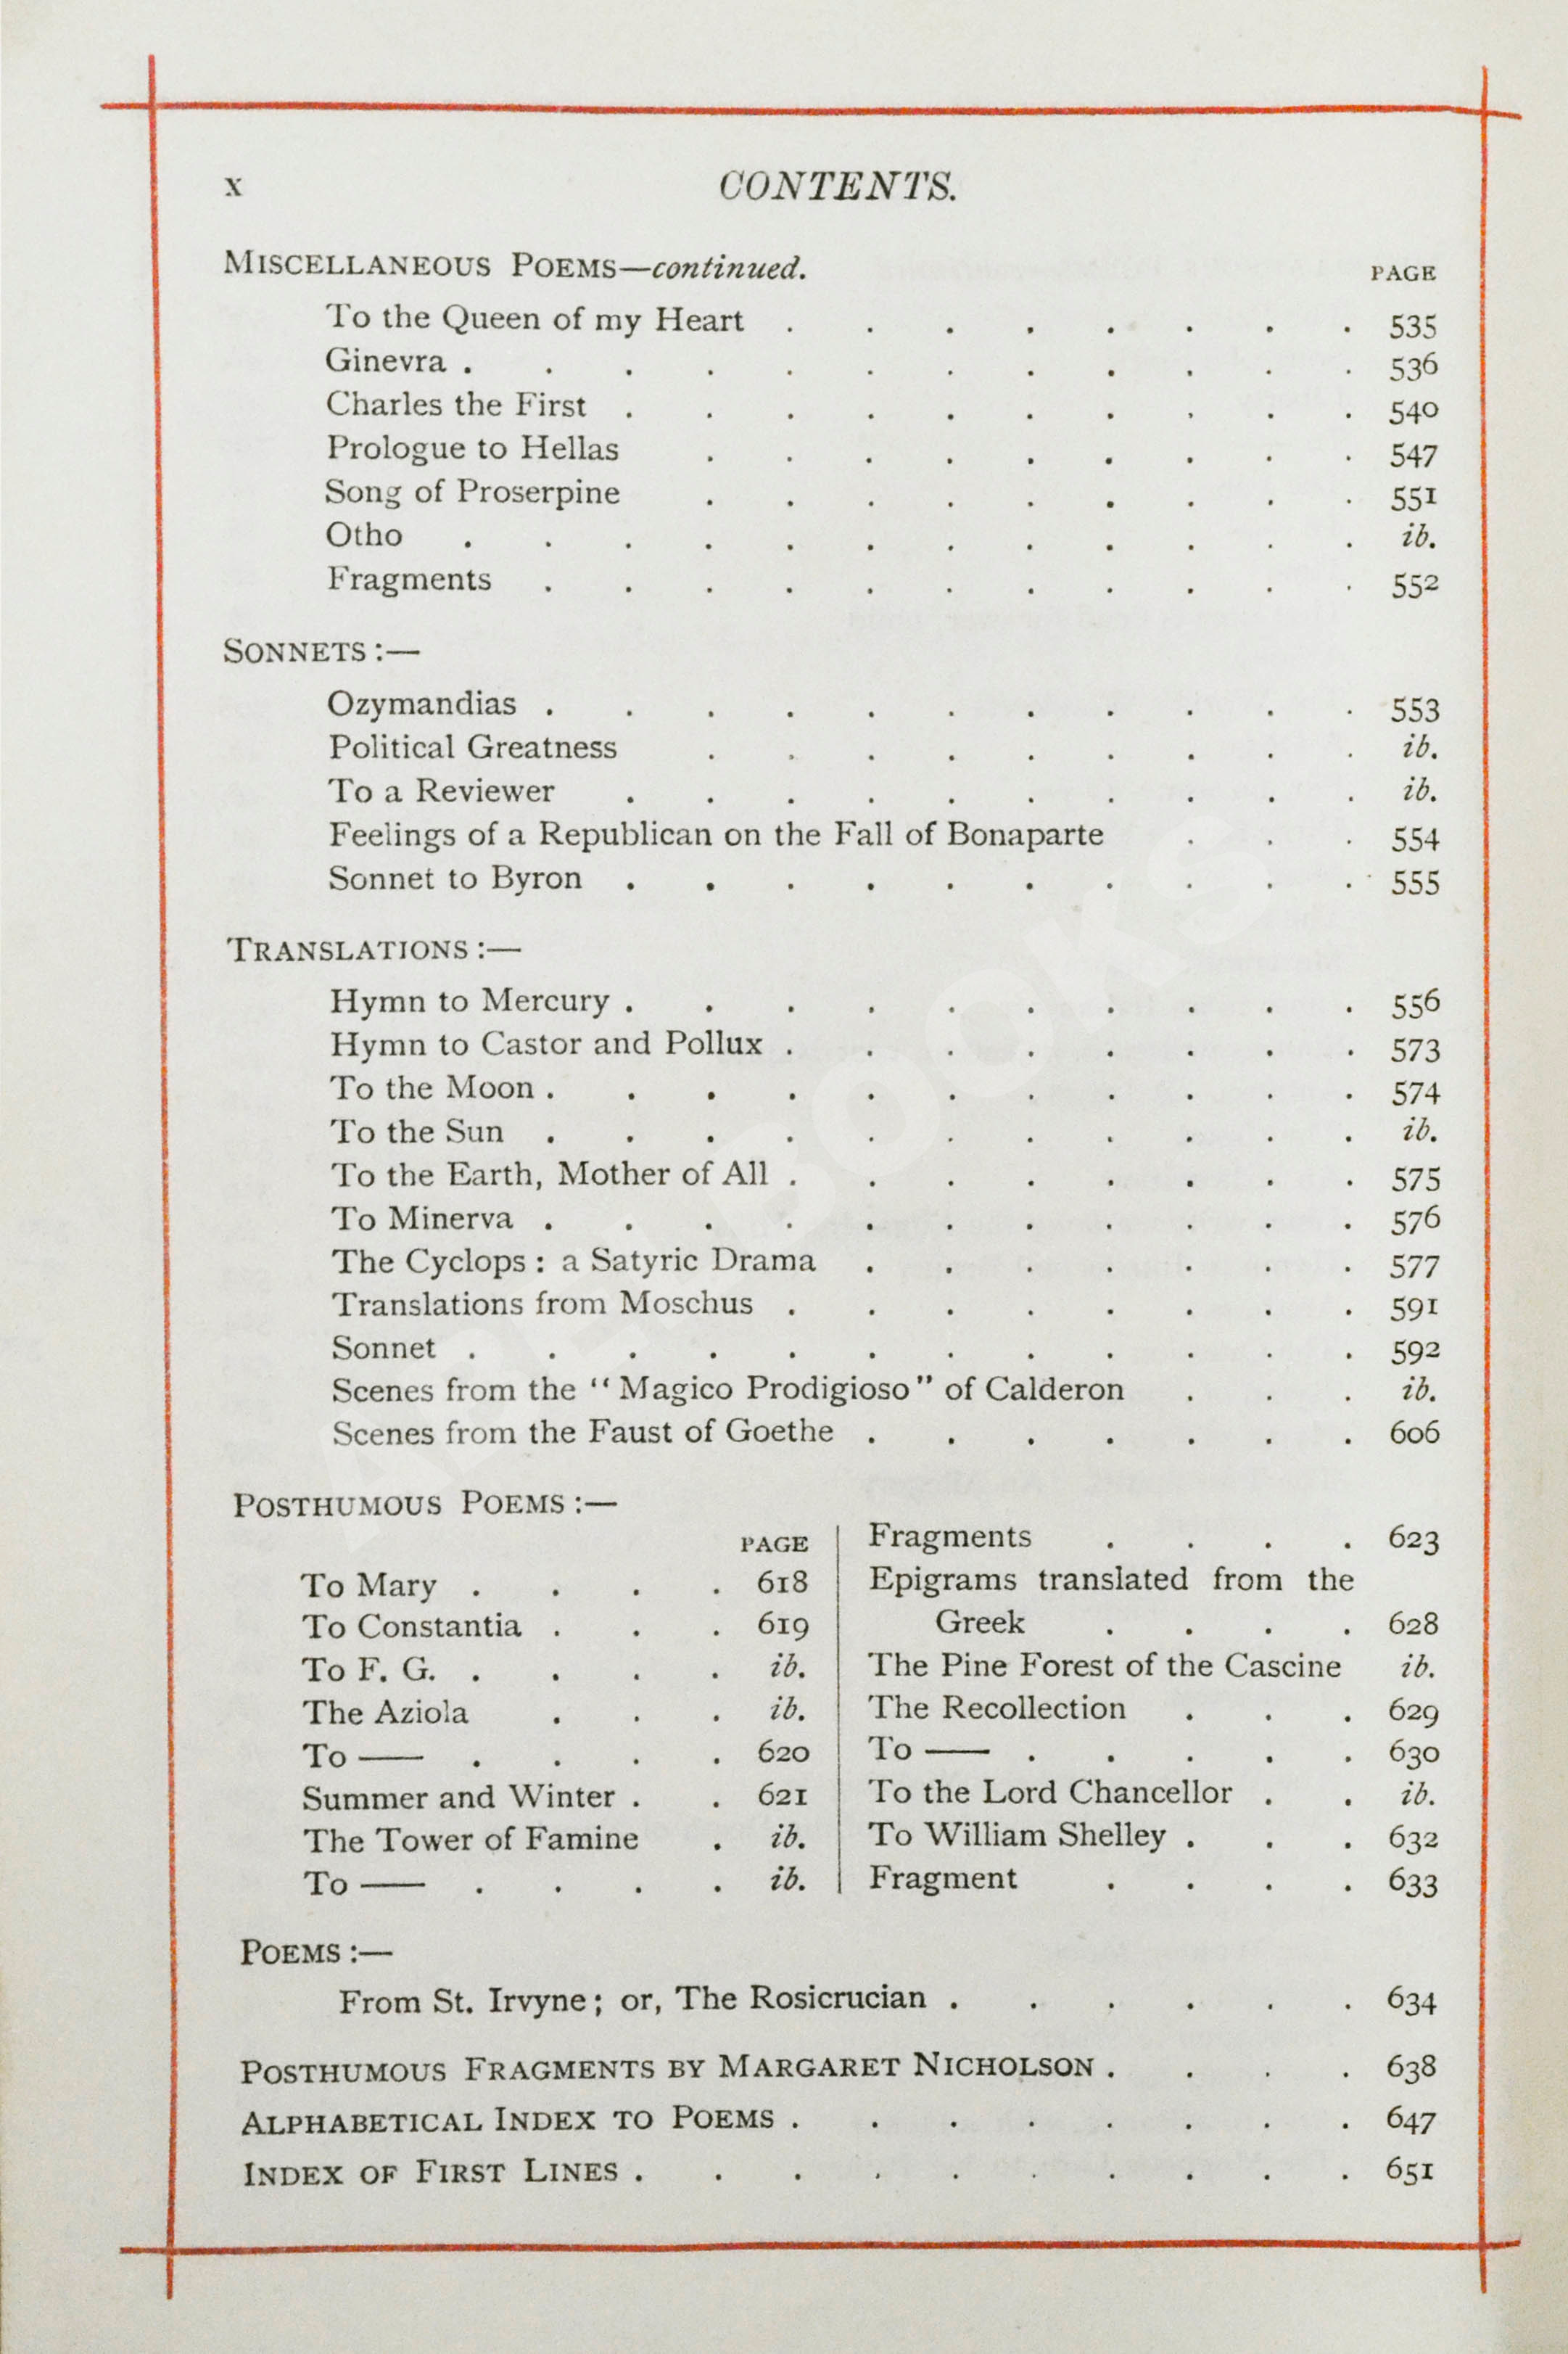 x CONTENTS.
MISCELLANEOUS POEMS—continued.
PAGE
To the Queen of my Heart . . . . . . . . 535
Ginevra . . . . . . . . . . . . 536
Charles the First . . . . . . . . . . 540
Prologue to Hellas . . . . . . . . . 547
Song of Proserpine . . . . . . . . . 551
Otho . . . . . . . . . . . . ib.
Fragments . . . . . . . . . . . 552
SONNETS :—
Ozymandias . . . . . . . . . . . 553
Political Greatness . . . . . . . . . ib.
To a Reviewer . . . . . . . . . . ib.
Feelings of a Republican on the Fall of Bonaparte . . . 554
Sonnet to Byron . . . . . . . . . . 555
TRANSLATIONS :—
Hymn to Mercury . . . . . . . . . . 556
Hymn to Castor and Pollux . . . . . . . . 573
To the Moon . . . . . . . . . . . 574
To the Sun . . . . . . . . . . . ib.
To the Earth, Mother of All . . . . . . . . 575
To Minerva . . . . . . . . . . . 576
The Cyclops : a Satyric Drama . . . . . . . 577
Translations from Moschus . . . . . . . . 591
Sonnet . . . . . . . . . . . . 592
Scenes from the “ Magico Prodigioso ” of Calderon . . . ib.
Scenes from the Faust of Goethe . . . . . . . 606
POSTHUMOUS POEMS :—
PAGE
To Mary . . . . 618
To Constantia . . . 619
To F. G. . . . . ib.
The Aziola . . . ib.
To —— . . . . 620
Summer and Winter . . 621
The Tower of Famine . ib.
To —— . . . . ib.
Fragments . . . . 623
Epigrams translated from the
Greek . . . . 628
The Pine Forest of the Cascine ib.
The Recollection . . . 629
To —— . . . . . 630
To the Lord Chancellor . . ib.
To William Shelley . . . 632
Fragment . . . . 633
POEMS :—
From St. Irvyne ; or, The Rosicrucian . . . . . . 634
POSTHUMOUS FRAGMENTS BY MARGARET NICHOLSON . . . . 638
ALPHABETICAL INDEX TO POEMS . . . . . . . . 647
INDEX OF FIRST LINES . . . . . . . . . . 651